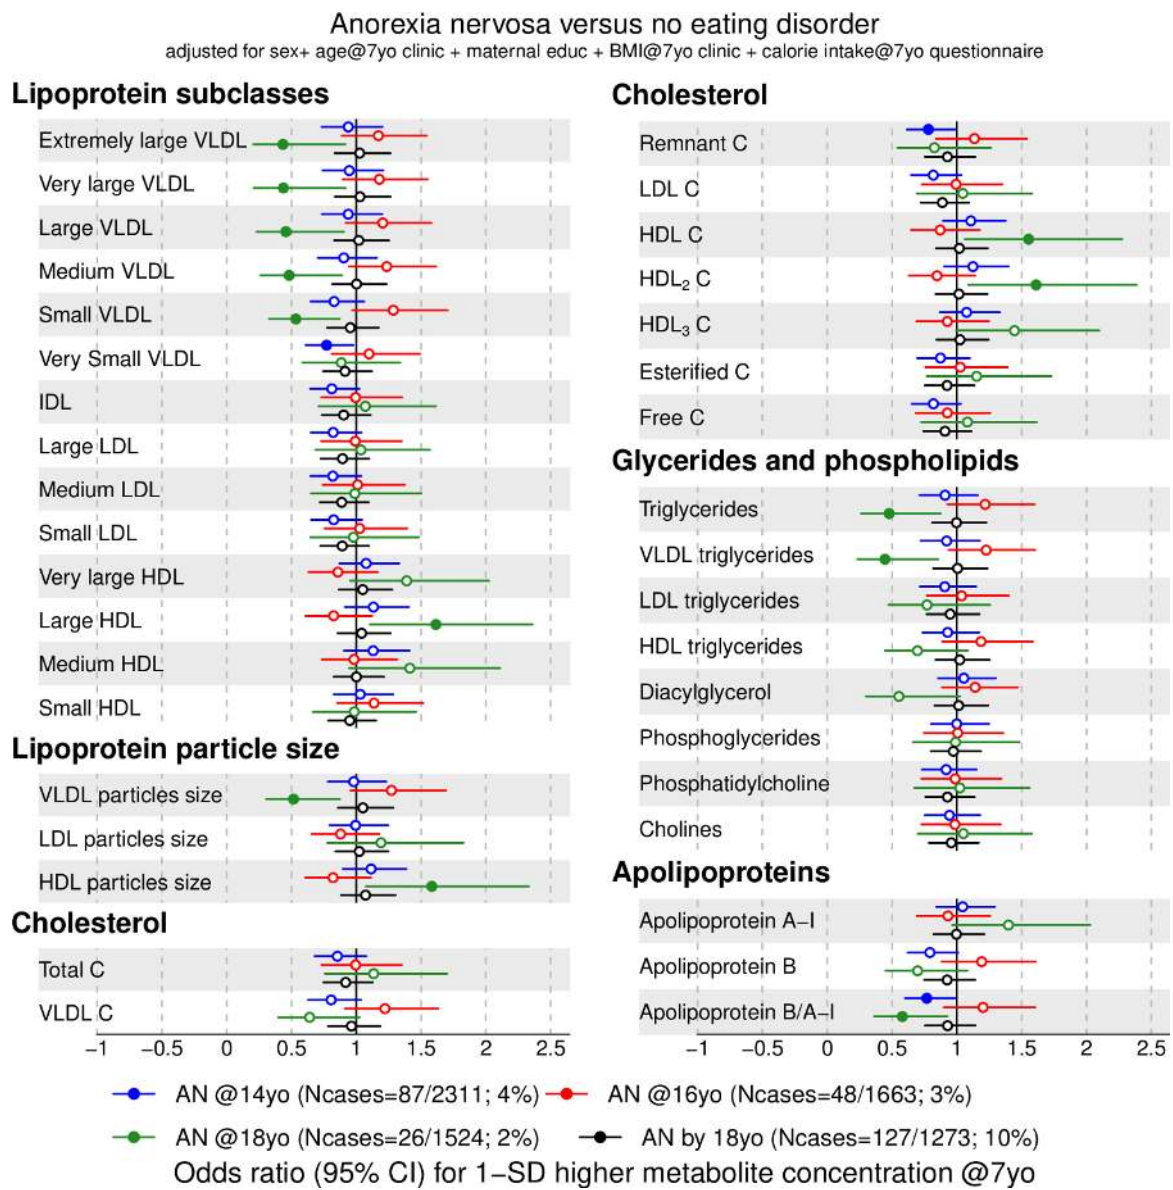 Anorexia nervosa versus no eating disorder
adjusted for sex+ age@7yo clinic + maternal educ + BMI@7yo clinic + calorie intake@7yo questionnaire
Lipoprotein subclasses
Extremely large VLDL
Very large VLDL
Large VLDL
Medium VLDL
Small VLDL
Very Small VLDL
IDL
Large LDL
Medium LDL
Small LDL
Very large HDL
Large HDL
Medium HDL
Small HDL
Lipoprotein particle size
VLDL particles size
LDL particles size
HDL particles size
Cholesterol
Total C
VLDL C
−1 −0.5 0 0.5 1 1.5 2 2.5
Cholesterol
Remnant C
LDL C
HDL C
HDL₂ C
HDL₃ C
Esterified C
Free C
Glycerides and phospholipids
Triglycerides
VLDL triglycerides
LDL triglycerides
HDL triglycerides
Diacylglycerol
Phosphoglycerides
Phosphatidylcholine
Cholines
Apolipoproteins
Apolipoprotein A−I
Apolipoprotein B
Apolipoprotein B/A−I
−1 −0.5 0 0.5 1 1.5 2 2.5
AN @14yo (Ncases=87/2311; 4%) AN @16yo (Ncases=48/1663; 3%)
AN @18yo (Ncases=26/1524; 2%) AN by 18yo (Ncases=127/1273; 10%)
Odds ratio (95% CI) for 1−SD higher metabolite concentration @7yo